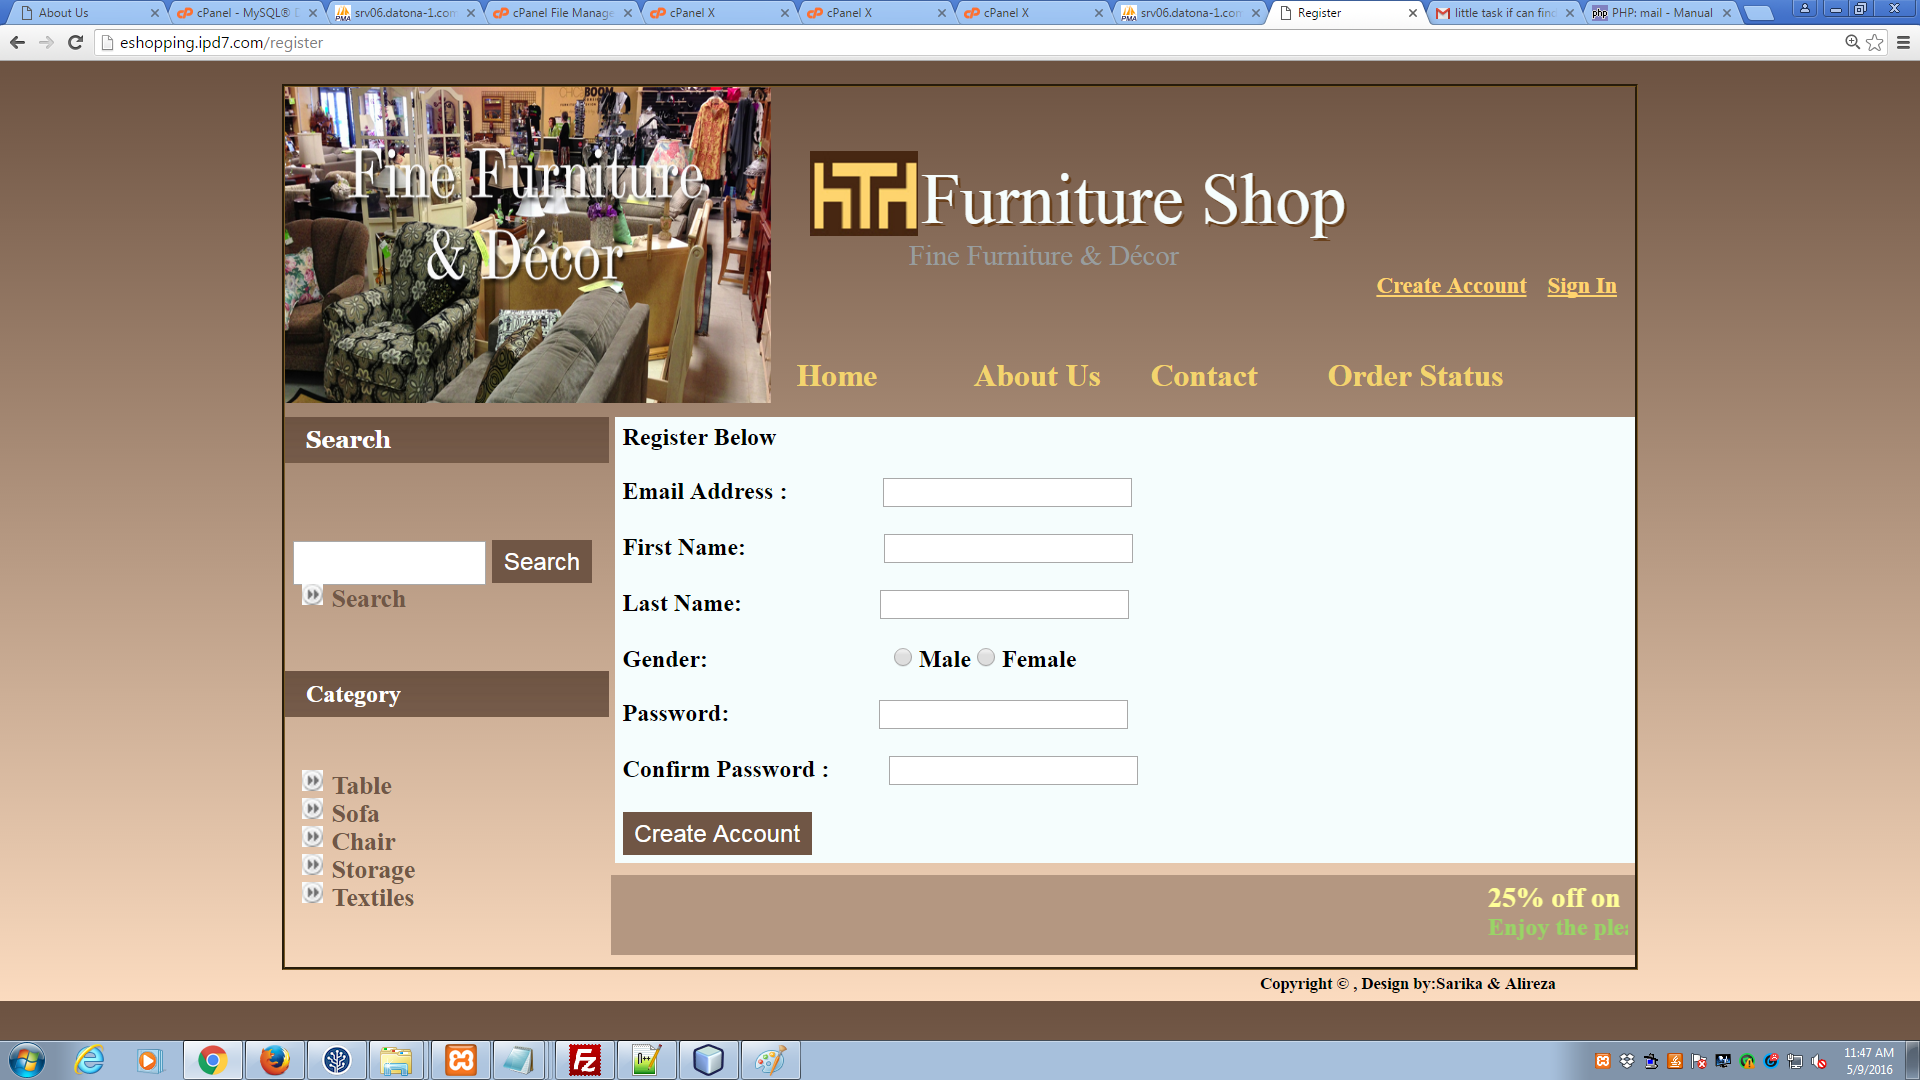 About Us
cPanel - MySQL® D
srv06.datona-1.com
cPanel File Manage
cPanel X
cPanel X
cPanel X
srv06.datona-1.com
Register
little task if can find
PHP: mail - Manual
eshopping.ipd7.com/register
BOOM
Fine Furniture
& Décor
Furniture Shop
Fine Furniture & Décor
Create Account Sign In
Home About Us Contact Order Status
Search
Search
Search
Category
Table
Sofa
Chair
Storage
Textiles
Register Below
Email Address :
First Name:
Last Name:
Gender: Male Female
Password:
Confirm Password :
Create Account
25% off on
Enjoy the plea
Copyright © , Design by:Sarika & Alireza
11:47 AM
5/9/2016